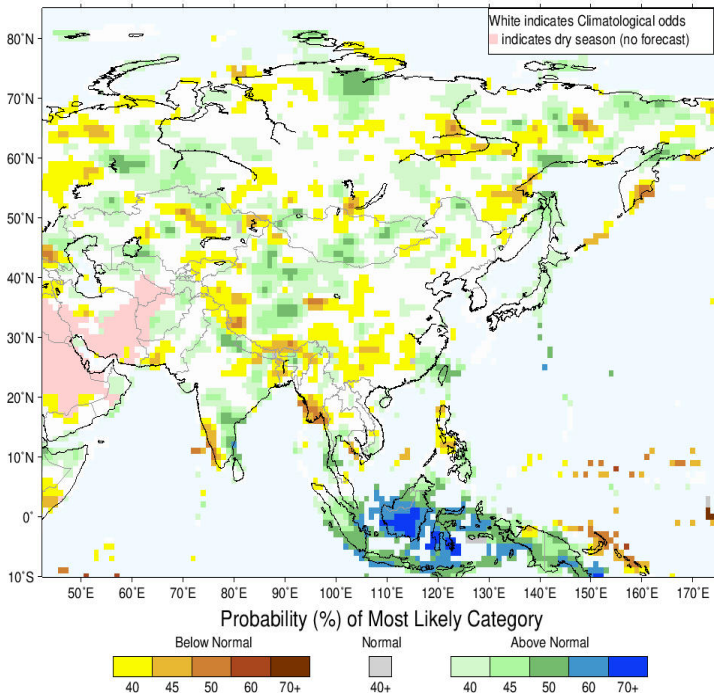 White indicates Climatological odds
indicates dry season (no forecast)
80°N
70°N
60°N
50°N
40°N
30°N
20°N
10°N
0°
10°S
50°E 60°E 70°E 80°E 90°E 100°E 110°E 120°E 130°E 140°E 150°E 160°E 170°E
Probability (%) of Most Likely Category
Below Normal Normal Above Normal
40 45 50 60 70+ 40+ 40 45 50 60 70+